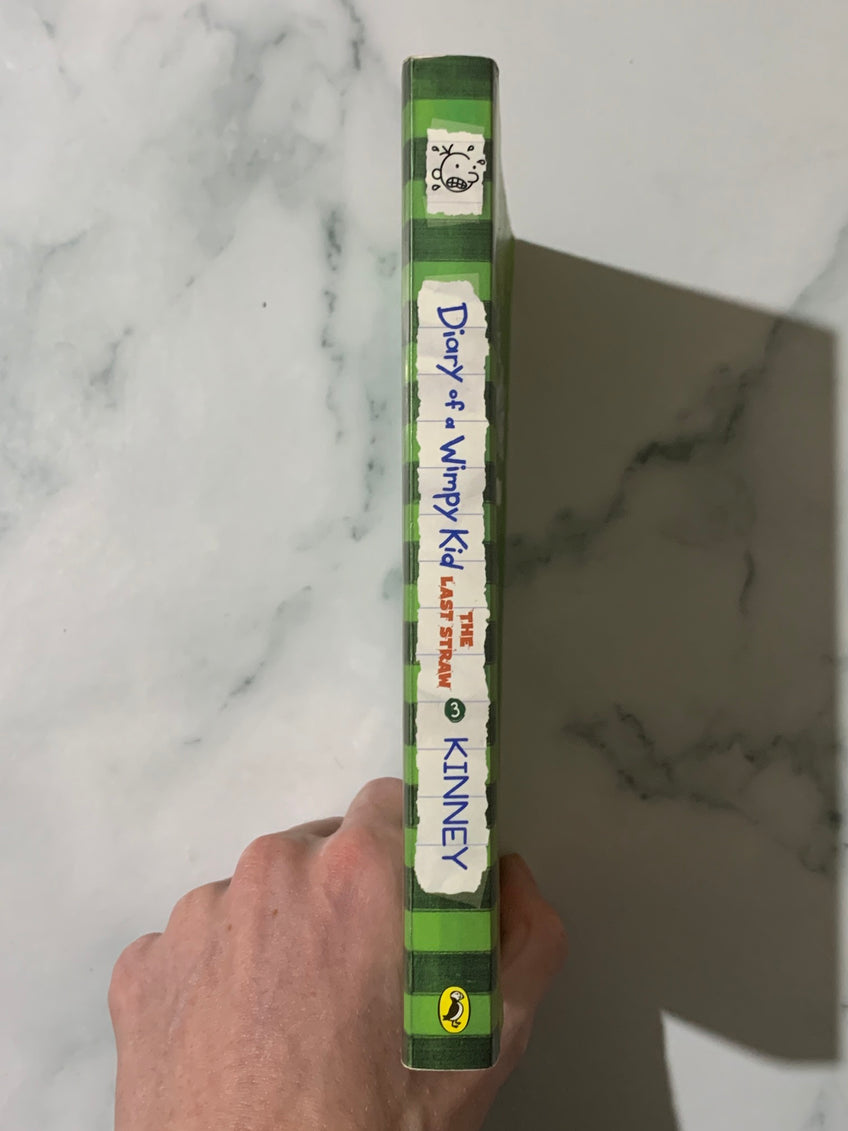 Diary of a Wimpy Kid
THE
LAST STRAW
3
KINNEY